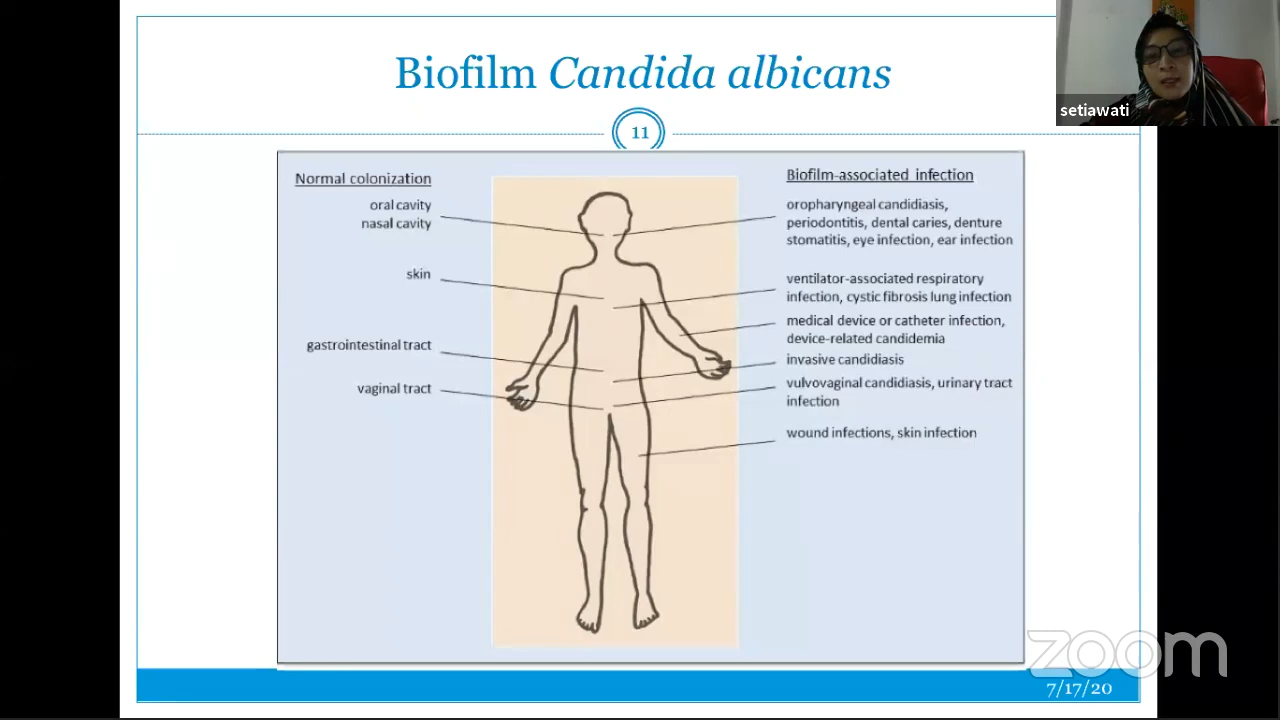 Biofilm Candida albicans
setiawati
11
Normal colonization
oral cavity
nasal cavity
skin
gastrointestinal tract
vaginal tract
Biofilm-associated infection
oropharyngeal candidiasis,
periodontitis, dental caries, denture
stomatitis, eye infection, ear infection
ventilator-associated respiratory
infection, cystic fibrosis lung infection
medical device or catheter infection,
device-related candidemia
invasive candidiasis
vulvovaginal candidiasis, urinary tract
infection
wound infections, skin infection
zoom
7/17/20